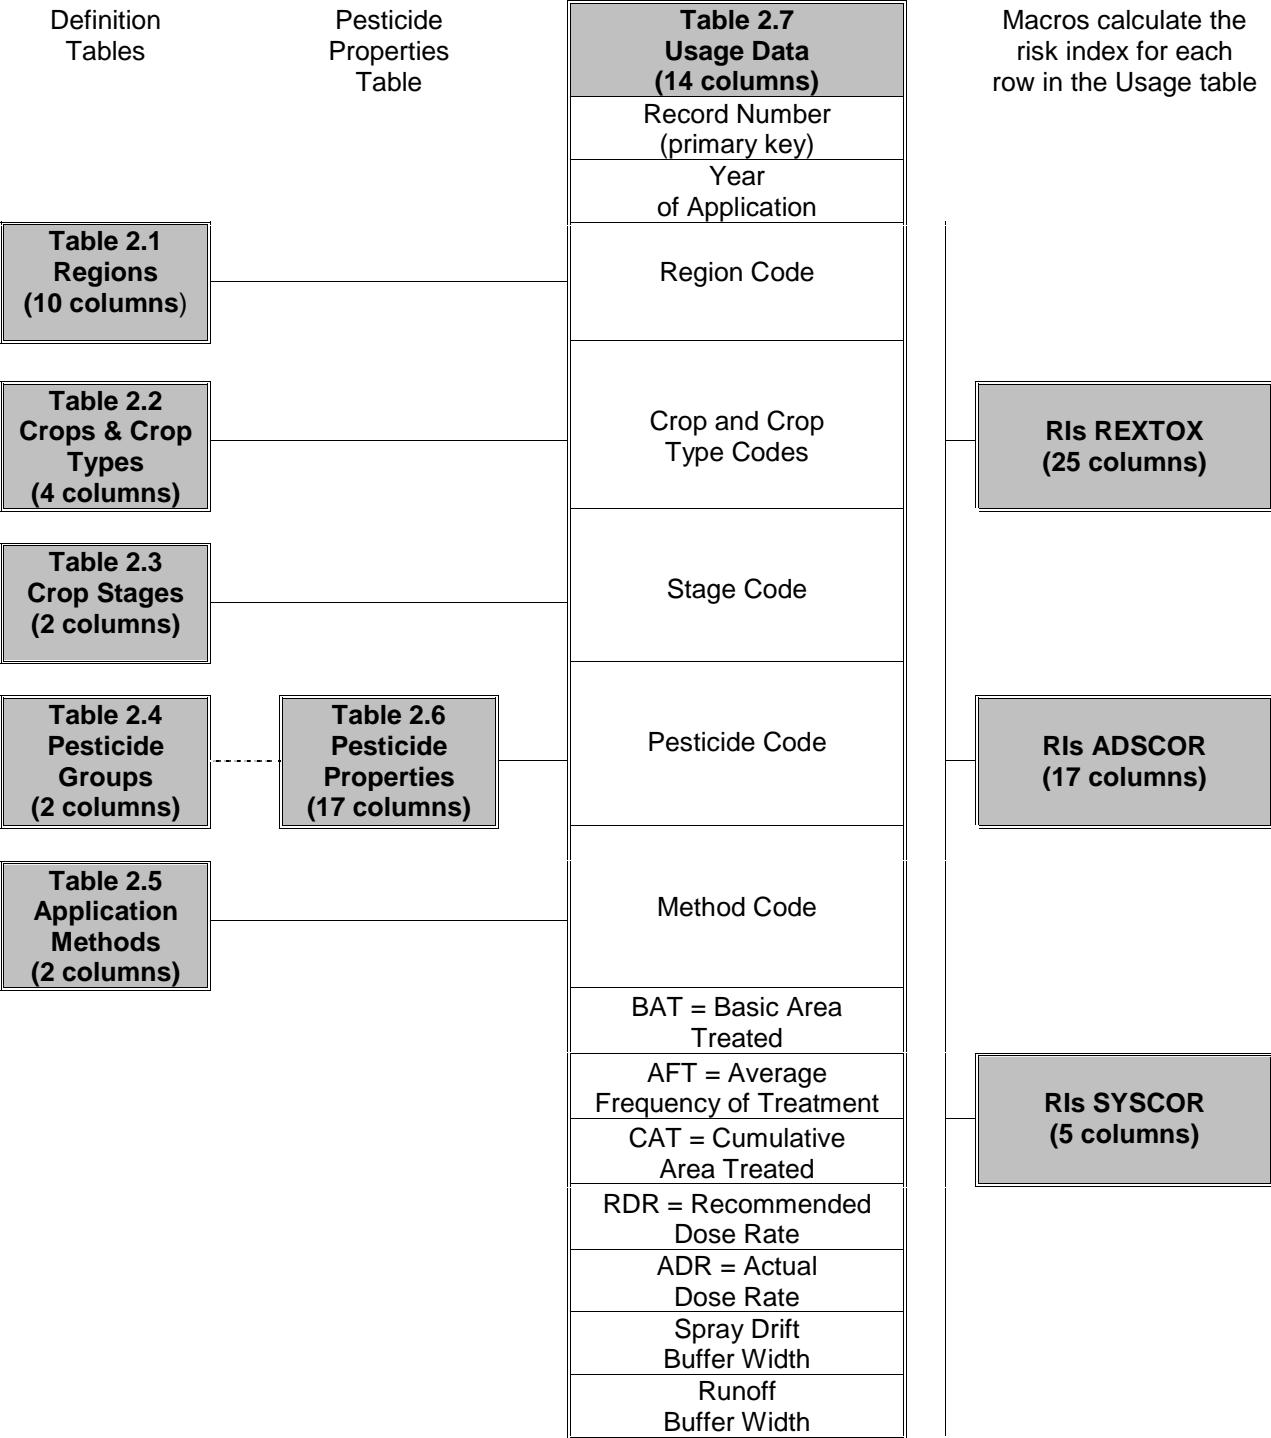 Definition
Tables
Pesticide
Properties
Table
Table 2.7
Usage Data
(14 columns)
Macros calculate the
risk index for each
row in the Usage table
Record Number
(primary key)
Year
of Application
Table 2.1
Regions
(10 columns)
Region Code
Table 2.2
Crops & Crop
Types
(4 columns)
Crop and Crop
Type Codes
RIs REXTOX
(25 columns)
Table 2.3
Crop Stages
(2 columns)
Stage Code
Table 2.4
Pesticide
Groups
(2 columns)
Table 2.6
Pesticide
Properties
(17 columns)
Pesticide Code
RIs ADSCOR
(17 columns)
Table 2.5
Application
Methods
(2 columns)
Method Code
BAT = Basic Area
Treated
AFT = Average
Frequency of Treatment
CAT = Cumulative
Area Treated
RIs SYSCOR
(5 columns)
RDR = Recommended
Dose Rate
ADR = Actual
Dose Rate
Spray Drift
Buffer Width
Runoff
Buffer Width